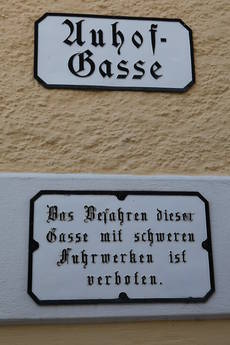 Auhof-
Gasse
Das Befahren dieser
Gasse mit schweren
Fuhrwerken ist
verboten.